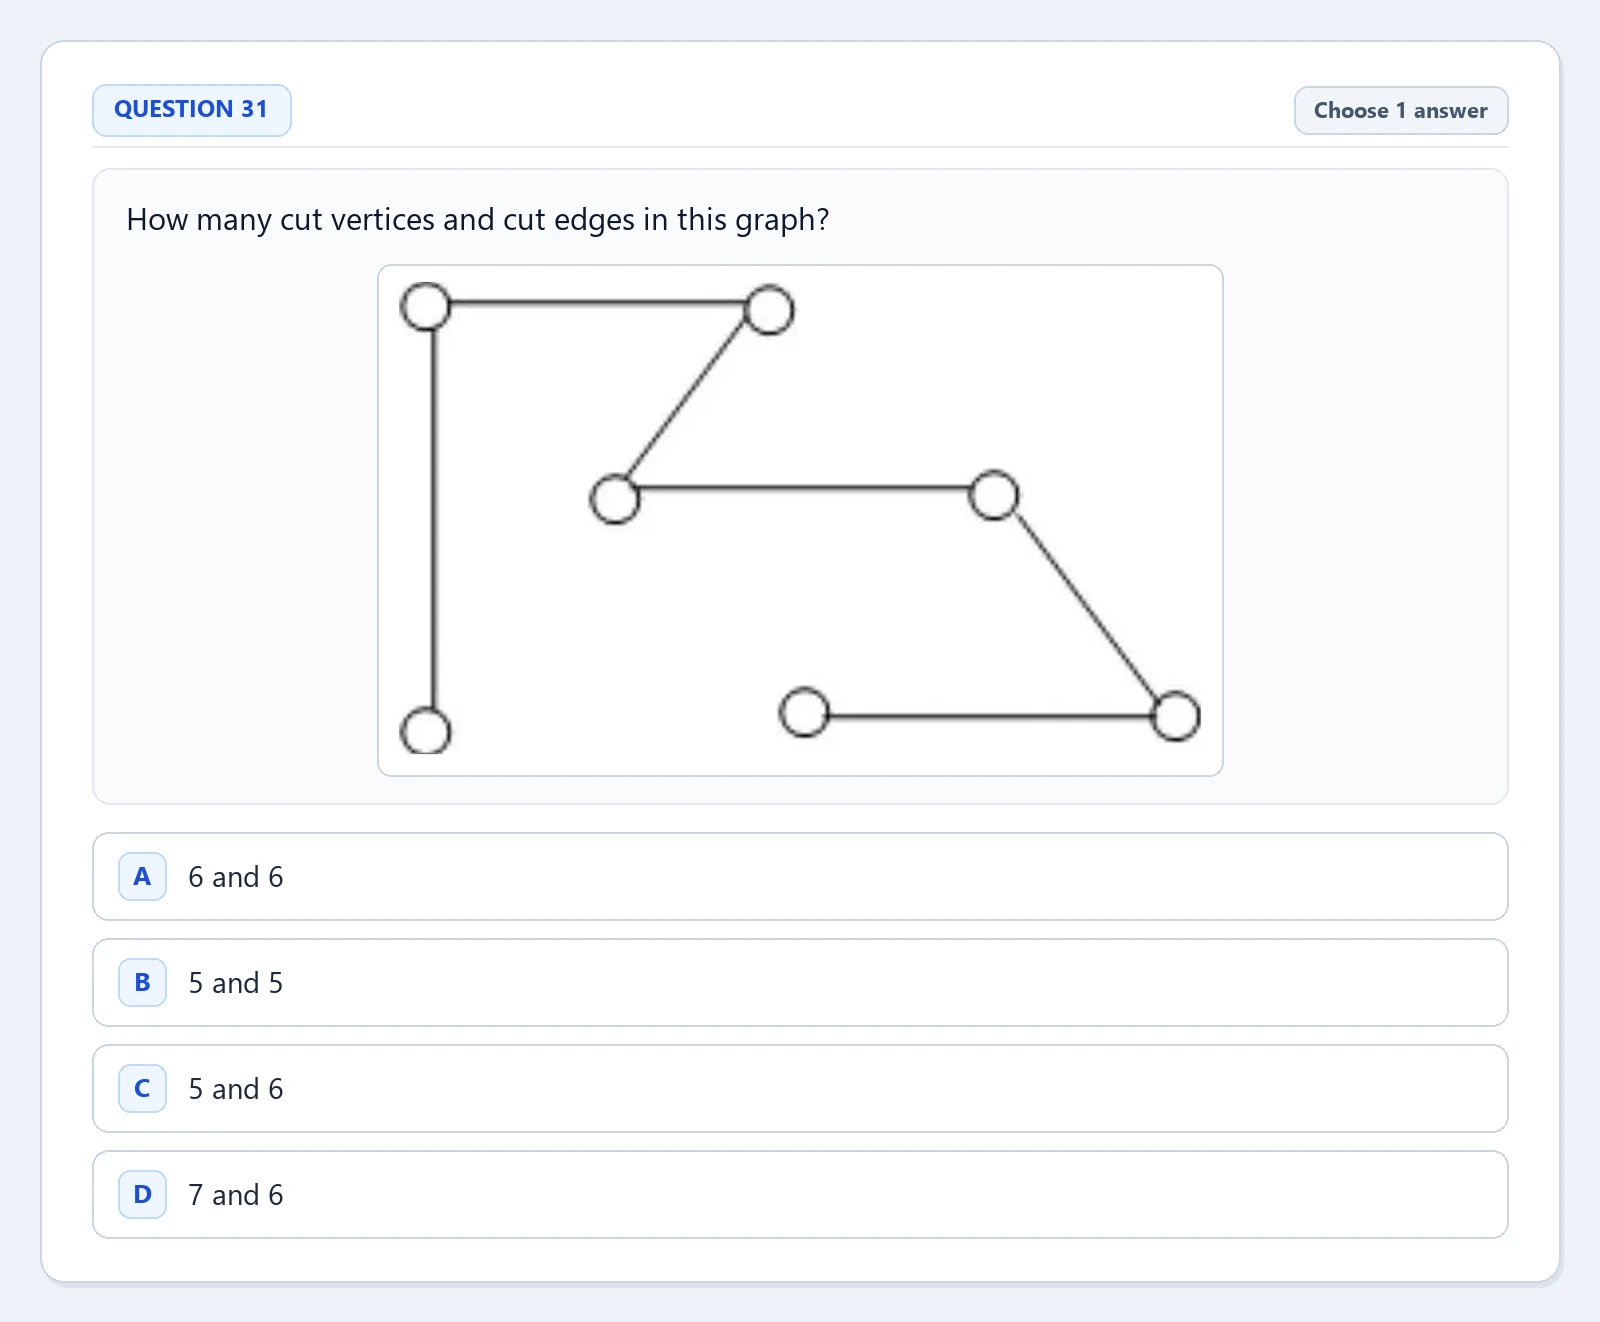 QUESTION 31
Choose 1 answer
How many cut vertices and cut edges in this graph?
A 6 and 6
B 5 and 5
C 5 and 6
D 7 and 6